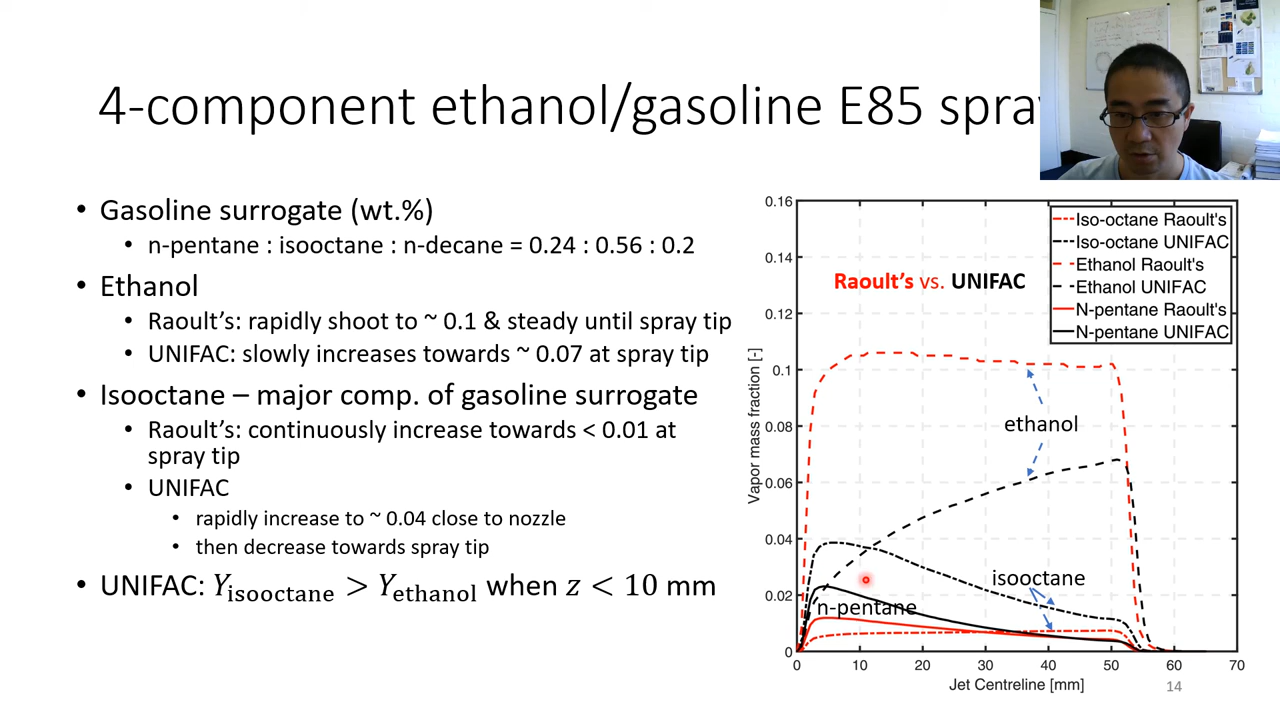 4-component ethanol/gasoline E85 spray
• Gasoline surrogate (wt.%)
• n-pentane : isooctane : n-decane = 0.24 : 0.56 : 0.2
• Ethanol
• Raoult's: rapidly shoot to ~ 0.1 & steady until spray tip
• UNIFAC: slowly increases towards ~ 0.07 at spray tip
• Isooctane – major comp. of gasoline surrogate
• Raoult's: continuously increase towards < 0.01 at
spray tip
• UNIFAC
• rapidly increase to ~ 0.04 close to nozzle
• then decrease towards spray tip
• UNIFAC: Yisooctane > Yethanol when z < 10 mm
Iso-octane Raoult's
Iso-octane UNIFAC
Ethanol Raoult's
Ethanol UNIFAC
N-pentane Raoult's
N-pentane UNIFAC
Raoult's vs. UNIFAC
ethanol
isooctane
n-pentane
Vapor mass fraction [-]
0.16
0.14
0.12
0.1
0.08
0.06
0.04
0.02
0
0 10 20 30 40 50 60 70
Jet Centreline [mm]
14